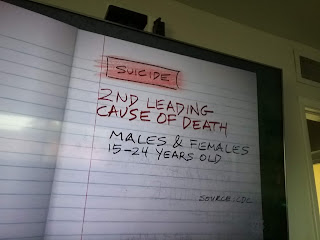 SUICIDE
2ND LEADING
CAUSE OF DEATH
MALES & FEMALES
15-24 YEARS OLD
SOURCE: CDC